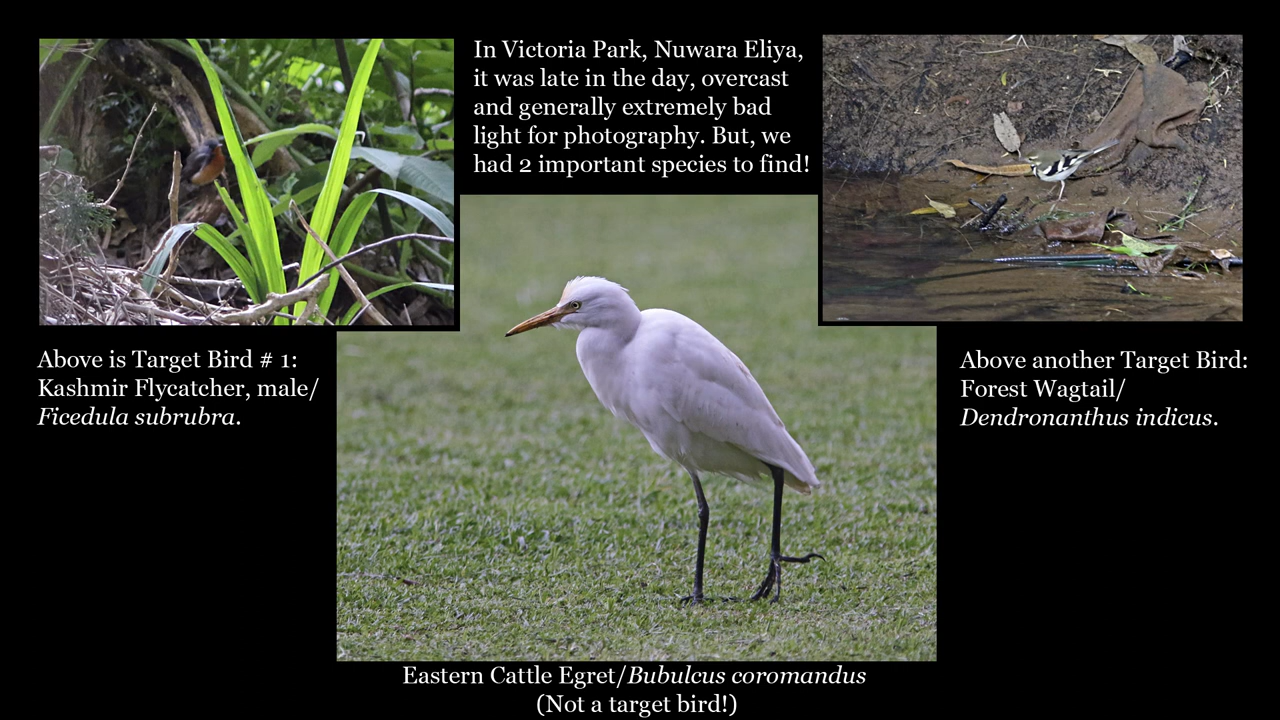 In Victoria Park, Nuwara Eliya,
it was late in the day, overcast
and generally extremely bad
light for photography. But, we
had 2 important species to find!
Above is Target Bird # 1:
Kashmir Flycatcher, male/
Ficedula subrubra.
Above another Target Bird:
Forest Wagtail/
Dendronanthus indicus.
Eastern Cattle Egret/Bubulcus coromandus
(Not a target bird!)